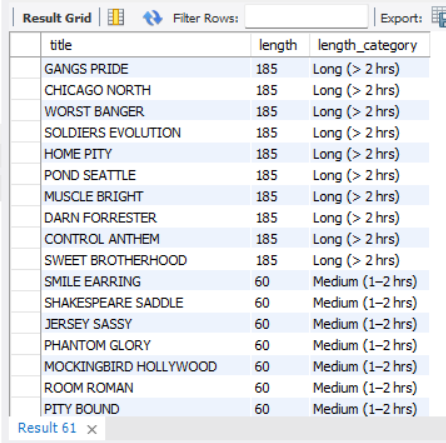 Result Grid Filter Rows: Export:
title length length_category
GANGS PRIDE 185 Long (> 2 hrs)
CHICAGO NORTH 185 Long (> 2 hrs)
WORST BANGER 185 Long (> 2 hrs)
SOLDIERS EVOLUTION 185 Long (> 2 hrs)
HOME PITY 185 Long (> 2 hrs)
POND SEATTLE 185 Long (> 2 hrs)
MUSCLE BRIGHT 185 Long (> 2 hrs)
DARN FORRESTER 185 Long (> 2 hrs)
CONTROL ANTHEM 185 Long (> 2 hrs)
SWEET BROTHERHOOD 185 Long (> 2 hrs)
SMILE EARRING 60 Medium (1–2 hrs)
SHAKESPEARE SADDLE 60 Medium (1–2 hrs)
JERSEY SASSY 60 Medium (1–2 hrs)
PHANTOM GLORY 60 Medium (1–2 hrs)
MOCKINGBIRD HOLLYWOOD 60 Medium (1–2 hrs)
ROOM ROMAN 60 Medium (1–2 hrs)
PITY BOUND 60 Medium (1–2 hrs)
Result 61